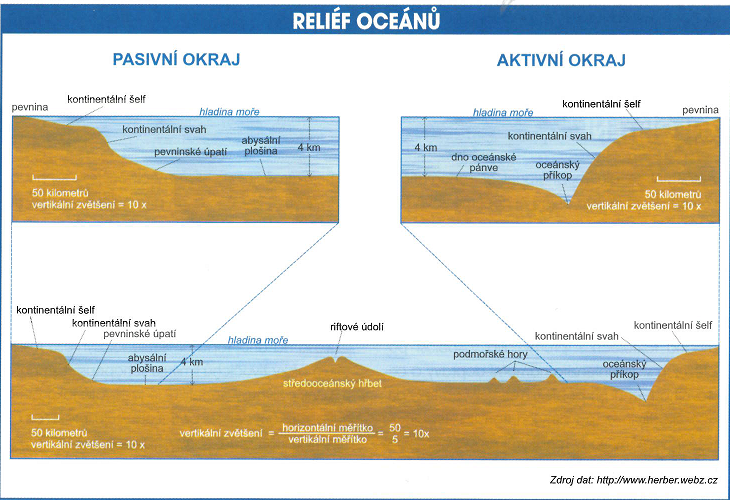 RELIÉF OCEÁNŮ
PASIVNÍ OKRAJ
AKTIVNÍ OKRAJ
pevnina
kontinentální šelf
hladina moře
kontinentální svah
4 km
abysální
plošina
pevninské úpatí
50 kilometrů
vertikální zvětšení = 10 x
hladina moře
kontinentální šelf
pevnina
kontinentální svah
4 km
dno oceánské
pánve
oceánský
příkop
50 kilometrů
vertikální zvětšení = 10 x
kontinentální šelf
kontinentální svah
pevninské úpatí
hladina moře
riftové údolí
kontinentální šelf
kontinentální svah
abysální
plošina
4 km
podmořské hory
oceánský
příkop
středooceánský hřbet
50 kilometrů
vertikální zvětšení = 10 x
vertikální zvětšení = horizontální měřítko / vertikální měřítko = 50 / 5 = 10x
Zdroj dat: http://www.herber.webz.cz